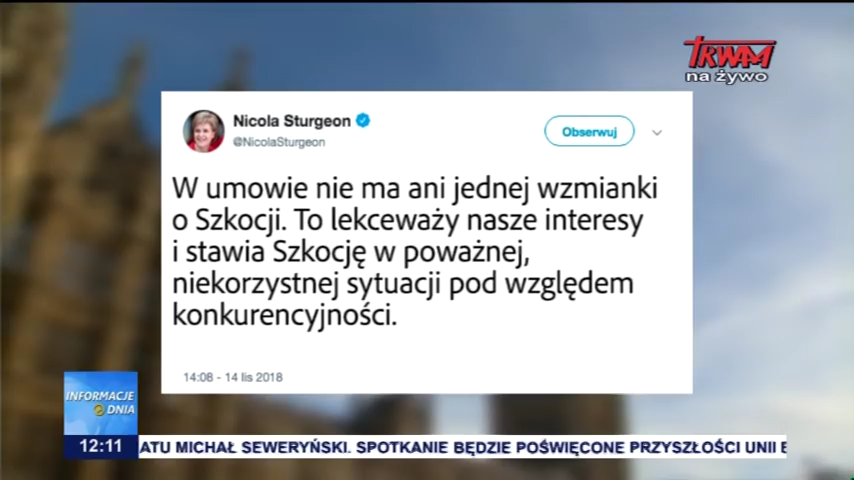 TRWAM
na żywo
Nicola Sturgeon
@NicolaSturgeon
Obserwuj
W umowie nie ma ani jednej wzmianki
o Szkocji. To lekceważy nasze interesy
i stawia Szkocję w poważnej,
niekorzystnej sytuacji pod względem
konkurencyjności.
14:08 - 14 lis 2018
INFORMACJE
DNIA
12:11
ATU MICHAŁ SEWERYŃSKI. SPOTKANIE BĘDZIE POŚWIĘCONE PRZYSZŁOŚCI UNII